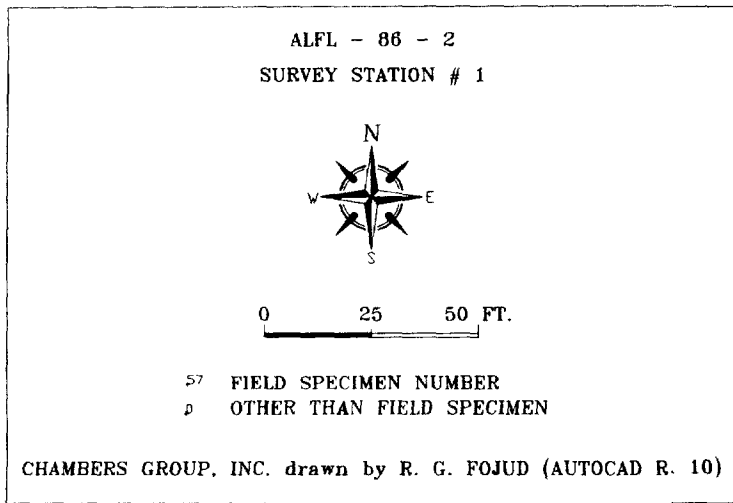 ALFL - 86 - 2
SURVEY STATION # 1
N
W E
S
0 25 50 FT.
57 FIELD SPECIMEN NUMBER
D OTHER THAN FIELD SPECIMEN
CHAMBERS GROUP, INC. drawn by R. G. FOJUD (AUTOCAD R. 10)